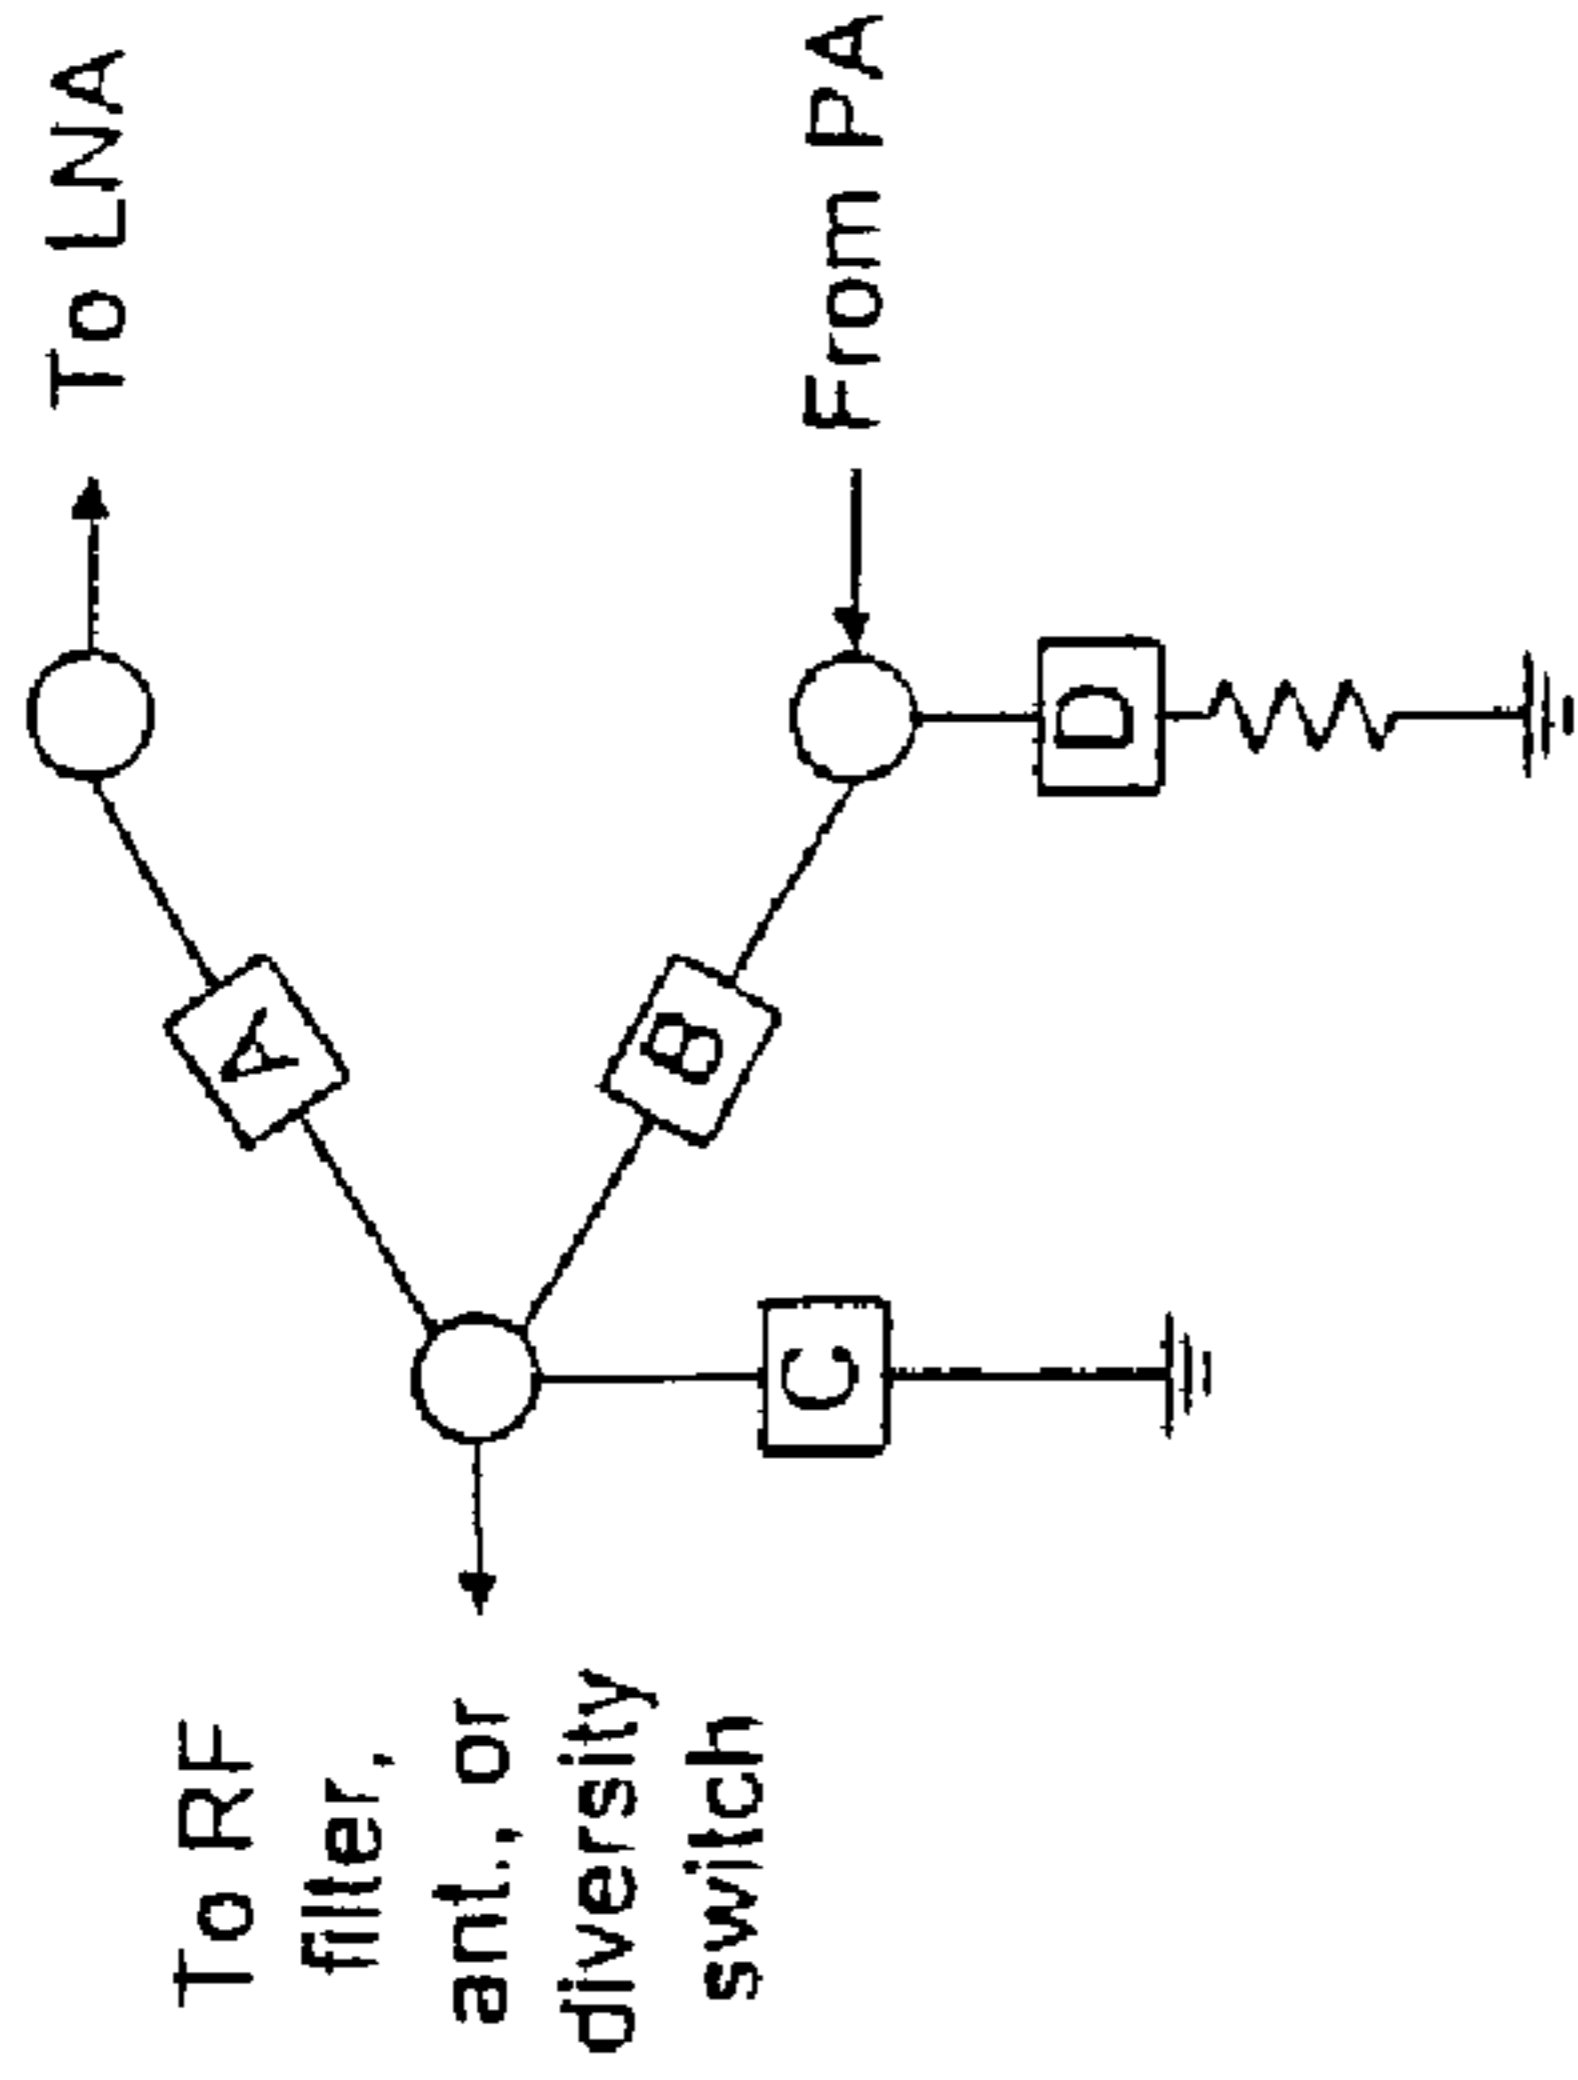 To LNA
From PA
A
B
C
D
To RF
filter,
ant., or
diversity
switch